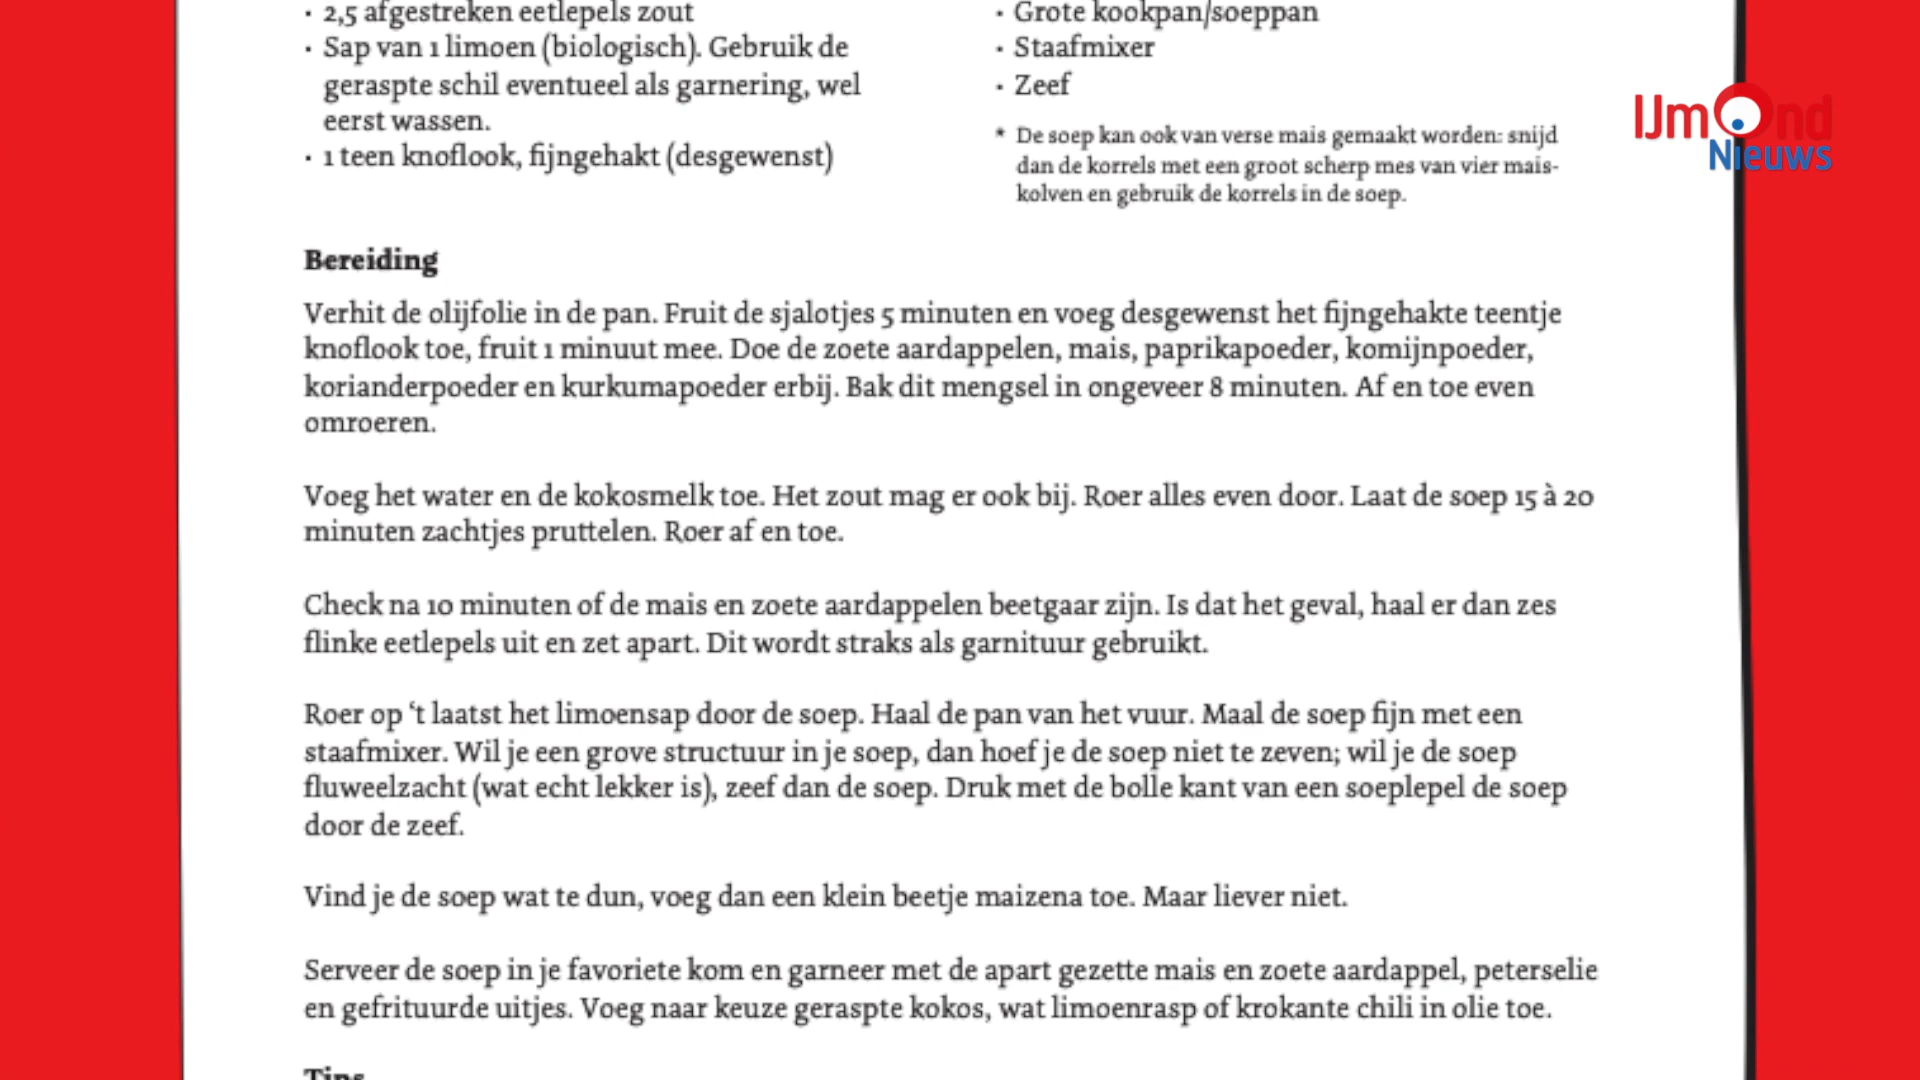 · 2,5 afgestreken eetlepels zout
· Sap van 1 limoen (biologisch). Gebruik de
geraspte schil eventueel als garnering, wel
eerst wassen.
· 1 teen knoflook, fijngehakt (desgewenst)
· Grote kookpan/soeppan
· Staafmixer
· Zeef
* De soep kan ook van verse mais gemaakt worden: snijd
dan de korrels met een groot scherp mes van vier mais-
kolven en gebruik de korrels in de soep.
IJmond
Nieuws
Bereiding
Verhit de olijfolie in de pan. Fruit de sjalotjes 5 minuten en voeg desgewenst het fijngehakte teentje
knoflook toe, fruit 1 minuut mee. Doe de zoete aardappelen, mais, paprikapoeder, komijnpoeder,
korianderpoeder en kurkumapoeder erbij. Bak dit mengsel in ongeveer 8 minuten. Af en toe even
omroeren.
Voeg het water en de kokosmelk toe. Het zout mag er ook bij. Roer alles even door. Laat de soep 15 à 20
minuten zachtjes pruttelen. Roer af en toe.
Check na 10 minuten of de mais en zoete aardappelen beetgaar zijn. Is dat het geval, haal er dan zes
flinke eetlepels uit en zet apart. Dit wordt straks als garnituur gebruikt.
Roer op ‘t laatst het limoensap door de soep. Haal de pan van het vuur. Maal de soep fijn met een
staafmixer. Wil je een grove structuur in je soep, dan hoef je de soep niet te zeven; wil je de soep
fluweelzacht (wat echt lekker is), zeef dan de soep. Druk met de bolle kant van een soeplepel de soep
door de zeef.
Vind je de soep wat te dun, voeg dan een klein beetje maizena toe. Maar liever niet.
Serveer de soep in je favoriete kom en garneer met de apart gezette mais en zoete aardappel, peterselie
en gefrituurde uitjes. Voeg naar keuze geraspte kokos, wat limoenrasp of krokante chili in olie toe.
Tips